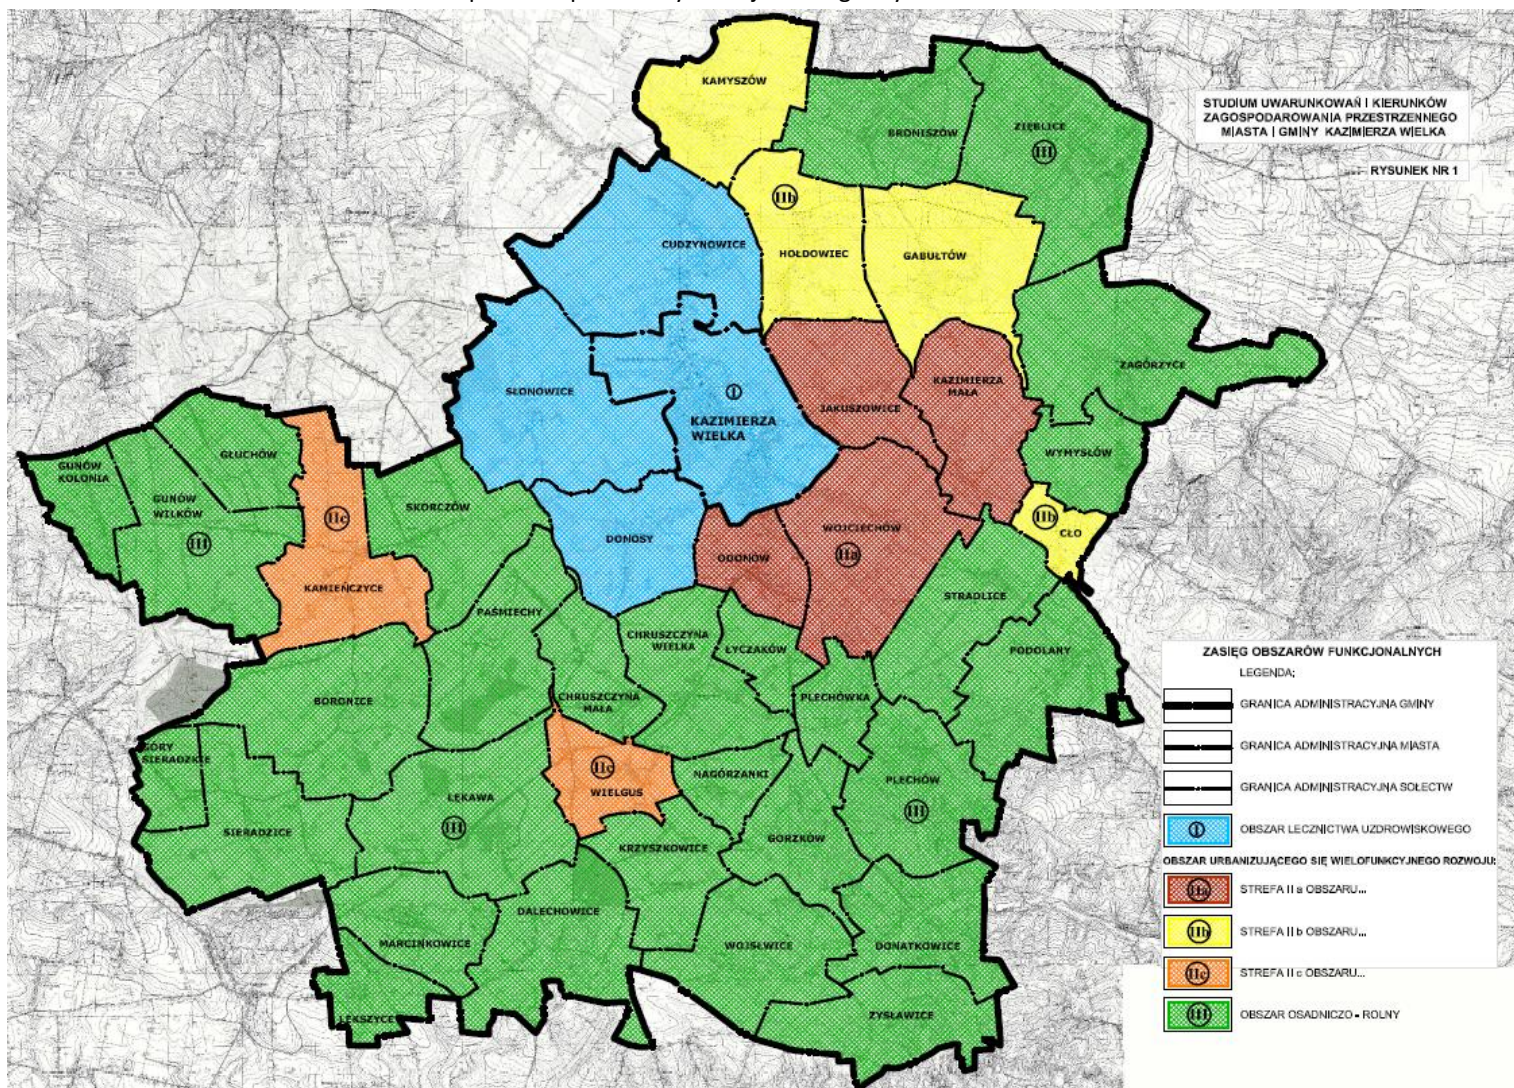 STUDIUM UWARUNKOWAŃ I KIERUNKÓW
ZAGOSPODAROWANIA PRZESTRZENNEGO
MIASTA I GMINY KAZIMIERZA WIELKA
RYSUNEK NR 1
KAMYSZÓW
BRONISZÓW
ZIĘBLICE
III
IIb
CUDZYNOWICE
HOŁDOWIEC
GABUŁTÓW
ZAGÓRZYCE
SŁONOWICE
I
KAZIMIERZA
WIELKA
JAKUSZOWICE
KAZIMIERZA
MAŁA
WYMYSŁÓW
GUNÓW
KOLONIA
GŁUCHÓW
GUNÓW
WILKÓW
III
IIc
KAMIEŃCZYCE
SKORCZÓW
DONOSY
ODONÓW
WOJCIECHÓW
IIa
IIb
CŁO
STRADLICE
PAŚMIECHY
CHRUSZCZYNA
WIELKA
ŁYCZAKÓW
PODOLANY
BORONICE
CHRUSZCZYNA
MAŁA
PLECHÓWKA
GÓRY
SIERADZKIE
IIc
WIELGUS
NAGÓRZANKI
PLECHÓW
III
ŁĘKAWA
III
SIERADZICE
KRZYSZKOWICE
GORZKÓW
DALECHOWICE
MARCINKOWICE
WOJSŁWICE
DONATKOWICE
ŁĘKSZYCE
ZYSŁAWICE
ZASIĘG OBSZARÓW FUNKCJONALNYCH
LEGENDA;
GRANICA ADMINISTRACYJNA GMINY
GRANICA ADMINISTRACYJNA MIASTA
GRANICA ADMINISTRACYJNA SOŁECTW
I OBSZAR LECZNICTWA UZDROWISKOWEGO
OBSZAR URBANIZUJĄCEGO SIĘ WIELOFUNKCYJNEGO ROZWOJU:
IIa STREFA II a OBSZARU...
IIb STREFA II b OBSZARU...
IIc STREFA II c OBSZARU...
III OBSZAR OSADNICZO - ROLNY